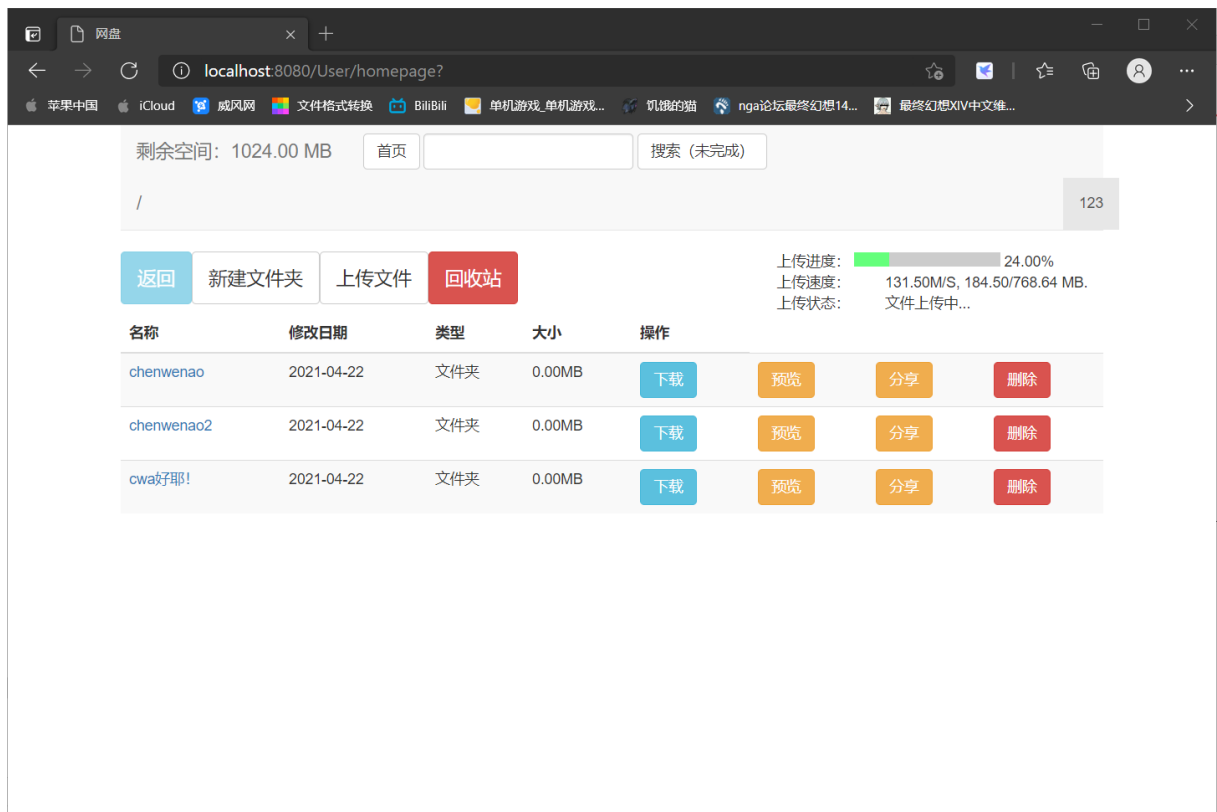 网盘
localhost:8080/User/homepage?
苹果中国 iCloud 威风网 文件格式转换 BiliBili 单机游戏_单机游戏... 饥饿的猫 nga论坛最终幻想14... 最终幻想XIV中文维...
剩余空间：1024.00 MB 首页 搜索（未完成）
/ 123
返回 新建文件夹 上传文件 回收站
上传进度： 24.00%
上传速度： 131.50M/S, 184.50/768.64 MB.
上传状态： 文件上传中...
名称 修改日期 类型 大小 操作
chenwenao 2021-04-22 文件夹 0.00MB 下载 预览 分享 删除
chenwenao2 2021-04-22 文件夹 0.00MB 下载 预览 分享 删除
cwa好耶！ 2021-04-22 文件夹 0.00MB 下载 预览 分享 删除